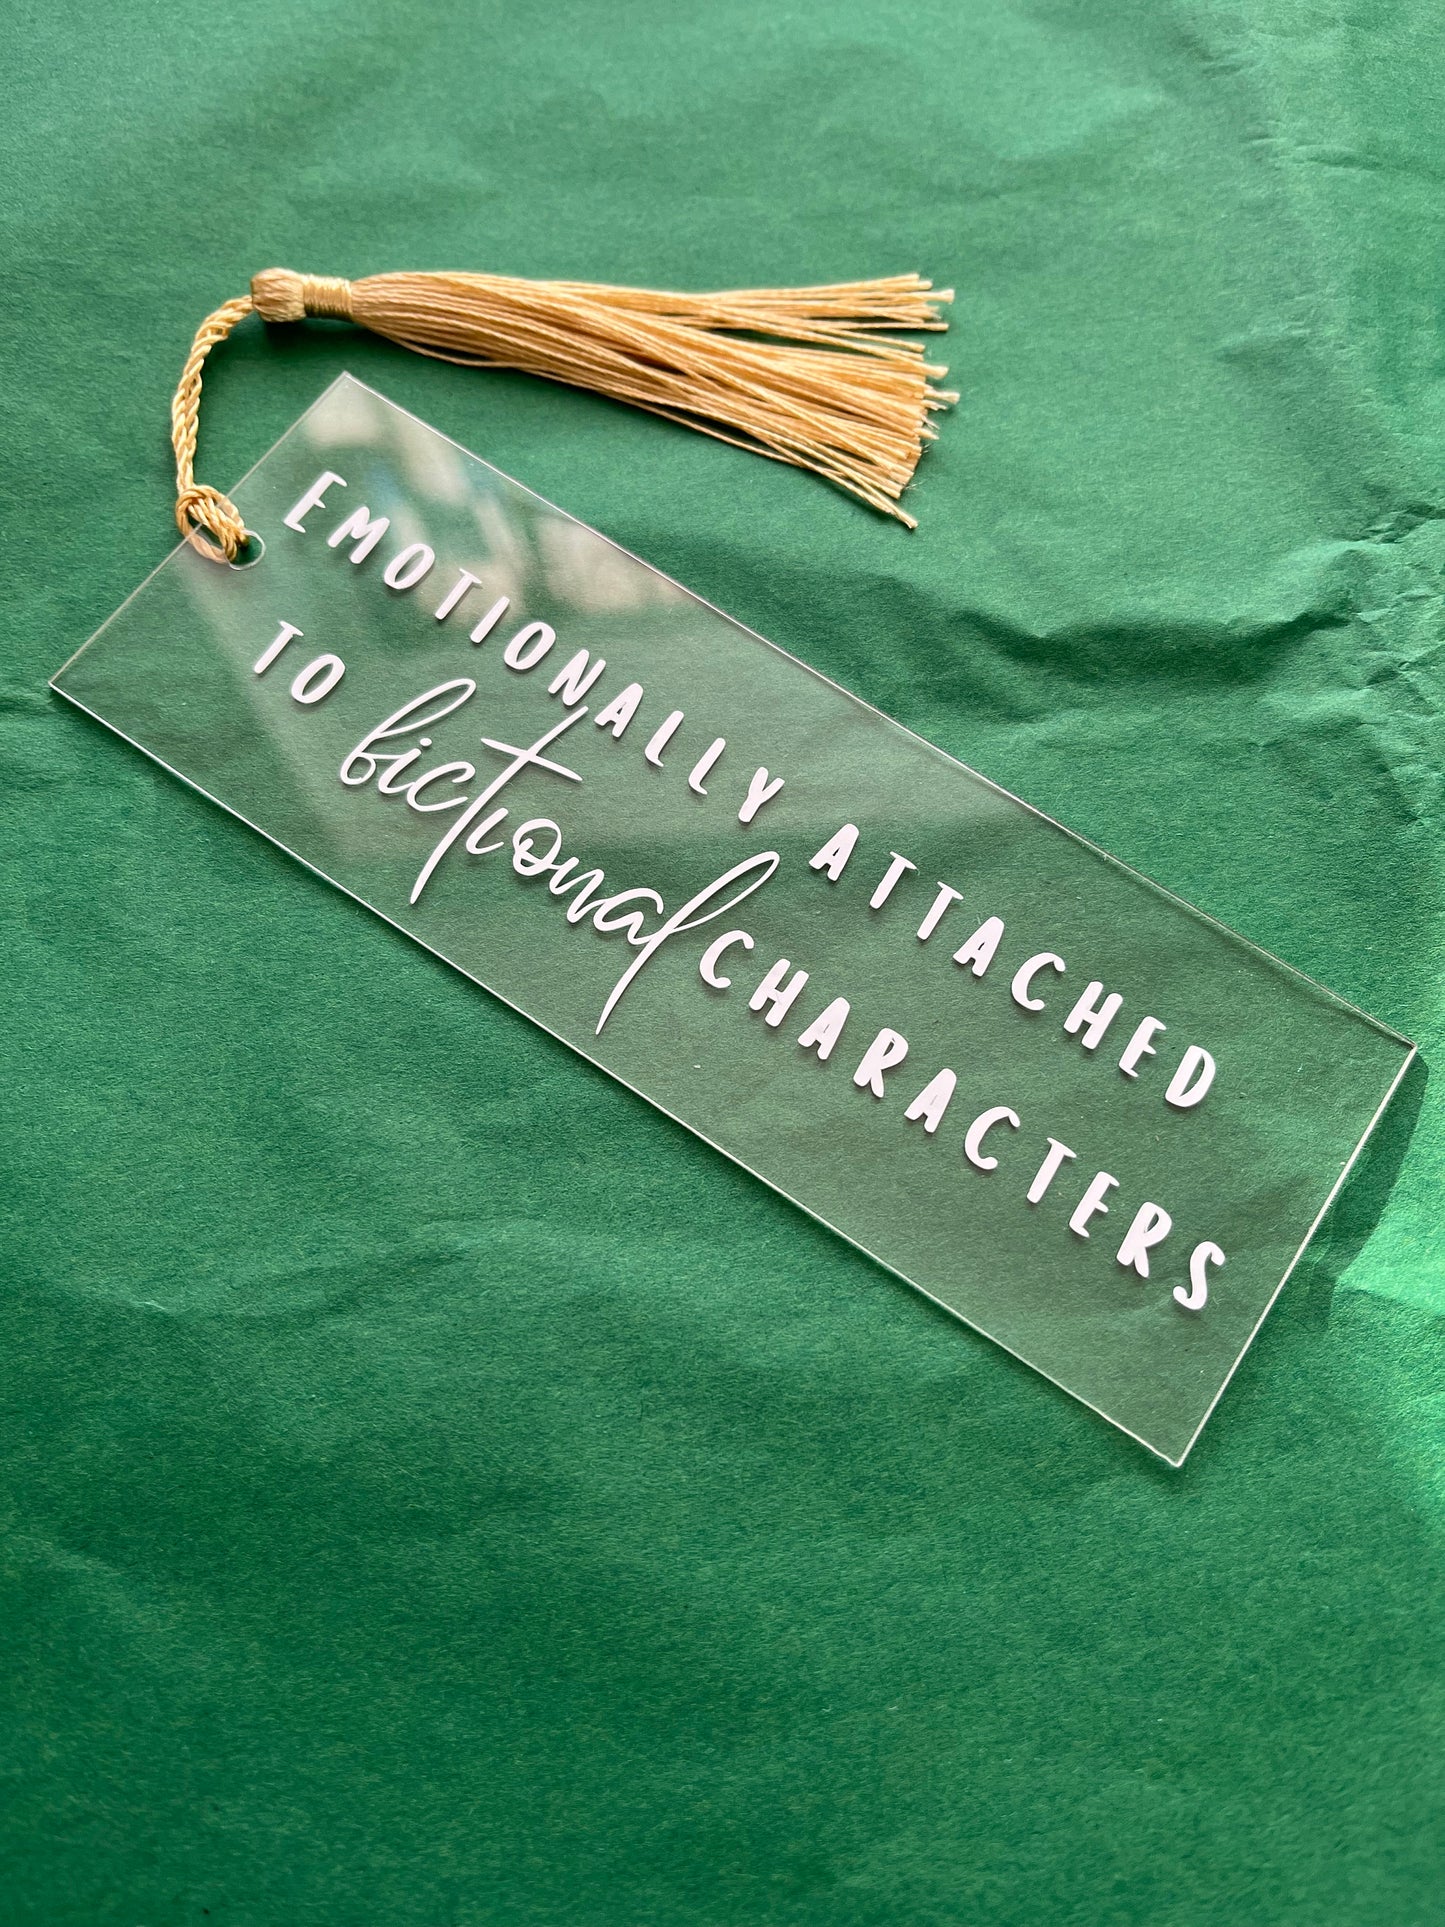 EMOTIONALLY ATTACHED
TO fictional CHARACTERS